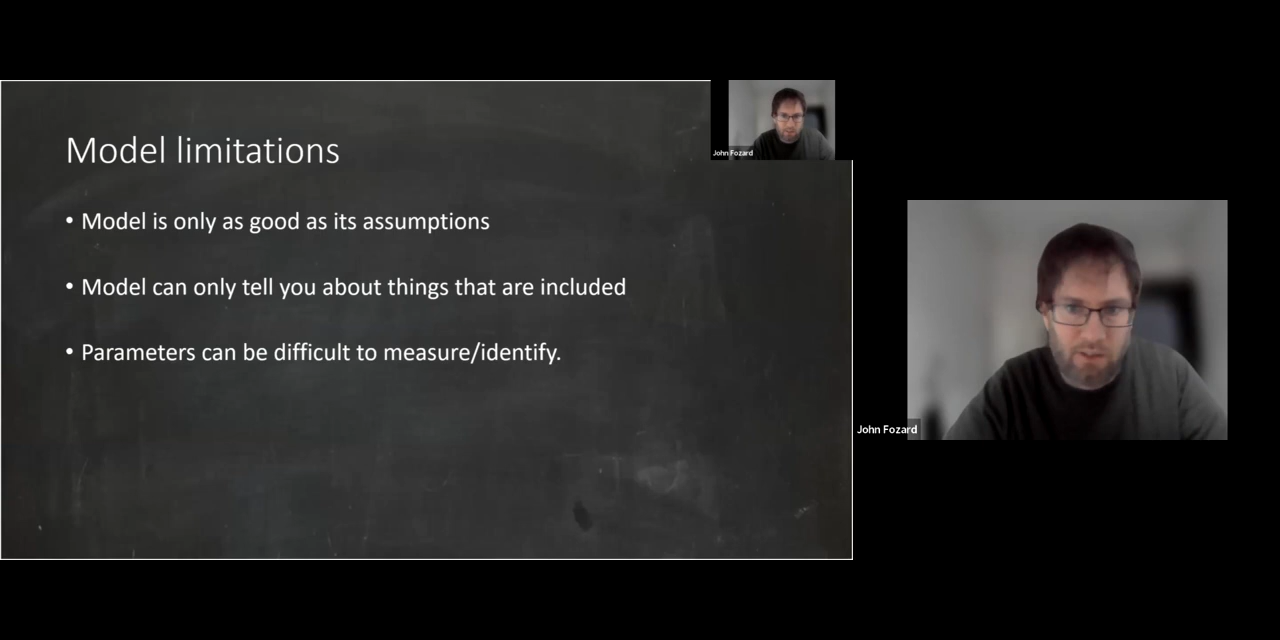 Model limitations
• Model is only as good as its assumptions
• Model can only tell you about things that are included
• Parameters can be difficult to measure/identify.
John Fozard
John Fozard